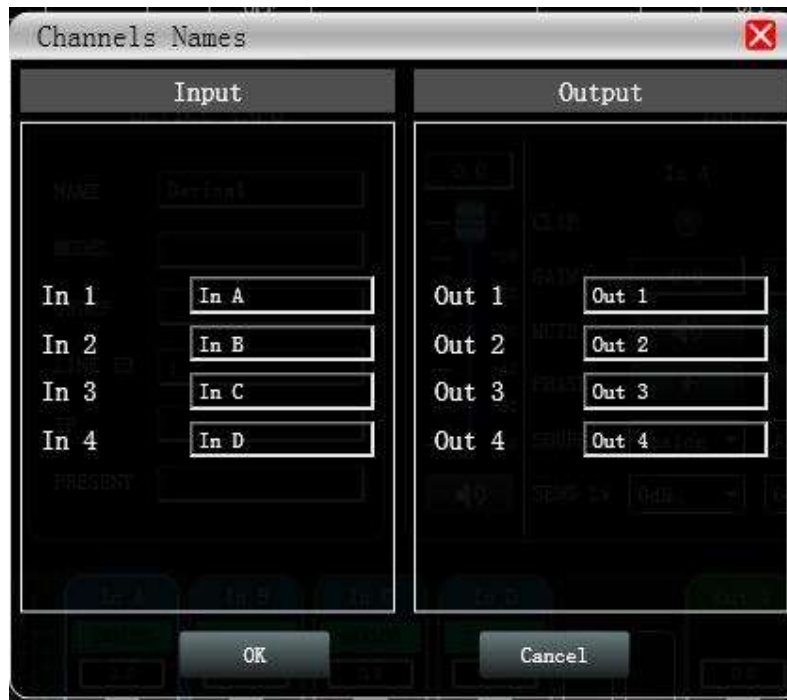 Channels Names
Input
Output
In 1
In A
Out 1
Out 1
In 2
In B
Out 2
Out 2
In 3
In C
Out 3
Out 3
In 4
In D
Out 4
Out 4
PRESENT
OK
Cancel